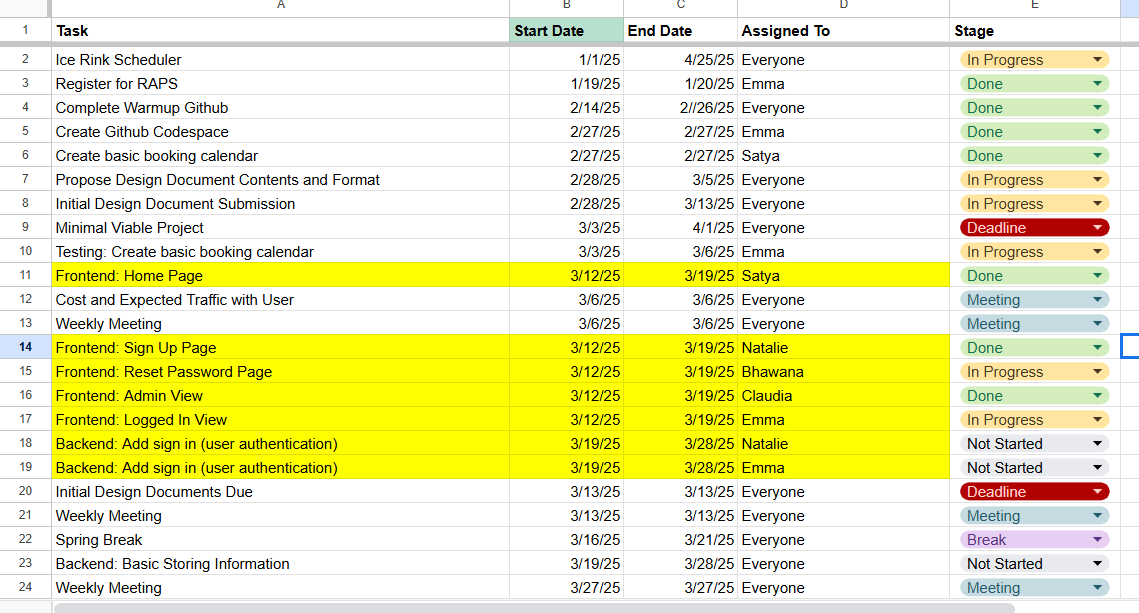 A B C D E
1 Task Start Date End Date Assigned To Stage
2 Ice Rink Scheduler 1/1/25 4/25/25 Everyone In Progress
3 Register for RAPS 1/19/25 1/20/25 Emma Done
4 Complete Warmup Github 2/14/25 2//26/25 Everyone Done
5 Create Github Codespace 2/27/25 2/27/25 Emma Done
6 Create basic booking calendar 2/27/25 2/27/25 Satya Done
7 Propose Design Document Contents and Format 2/28/25 3/5/25 Everyone In Progress
8 Initial Design Document Submission 2/28/25 3/13/25 Everyone In Progress
9 Minimal Viable Project 3/3/25 4/1/25 Everyone Deadline
10 Testing: Create basic booking calendar 3/3/25 3/6/25 Emma In Progress
11 Frontend: Home Page 3/12/25 3/19/25 Satya Done
12 Cost and Expected Traffic with User 3/6/25 3/6/25 Everyone Meeting
13 Weekly Meeting 3/6/25 3/6/25 Everyone Meeting
14 Frontend: Sign Up Page 3/12/25 3/19/25 Natalie Done
15 Frontend: Reset Password Page 3/12/25 3/19/25 Bhawana In Progress
16 Frontend: Admin View 3/12/25 3/19/25 Claudia Done
17 Frontend: Logged In View 3/12/25 3/19/25 Emma In Progress
18 Backend: Add sign in (user authentication) 3/19/25 3/28/25 Natalie Not Started
19 Backend: Add sign in (user authentication) 3/19/25 3/28/25 Emma Not Started
20 Initial Design Documents Due 3/13/25 3/13/25 Everyone Deadline
21 Weekly Meeting 3/13/25 3/13/25 Everyone Meeting
22 Spring Break 3/16/25 3/21/25 Everyone Break
23 Backend: Basic Storing Information 3/19/25 3/28/25 Everyone Not Started
24 Weekly Meeting 3/27/25 3/27/25 Everyone Meeting